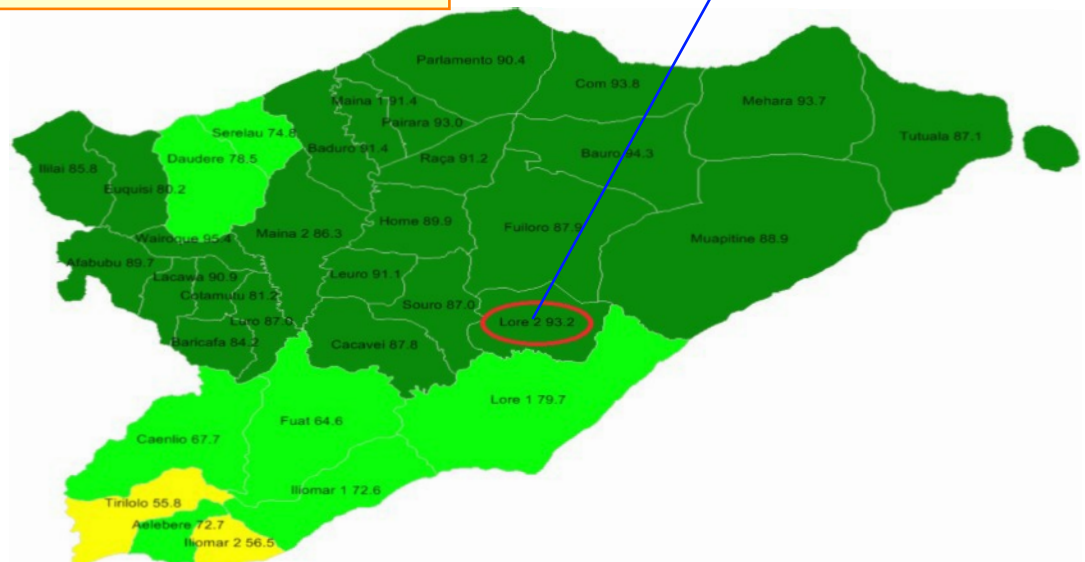 Parlamento 90.4
Com 93.8
Mehara 93.7
Maina 1 91.4
Rairara 93.0
Serelau 74.8
Baduro 91.4
Tutuala 87.1
Daudere 78.5
Raça 91.2
Bauro 94.3
Ililai 85.8
Euquisi 80.2
Home 89.9
Fuiloro 87.9
Maina 2 86.3
Wairoque 95.4
Muapitine 88.9
Afabubu 89.7
Lacawa 90.9
Leuro 91.1
Cotamutu 81.2
Souro 87.0
Luro 87.0
Lore 2 93.2
Baricafa 84.2
Cacavei 87.8
Lore 1 79.7
Fuat 64.6
Caenlio 67.7
Iliomar 1 72.6
Tirilolo 55.8
Aelebere 72.7
Iliomar 2 56.5